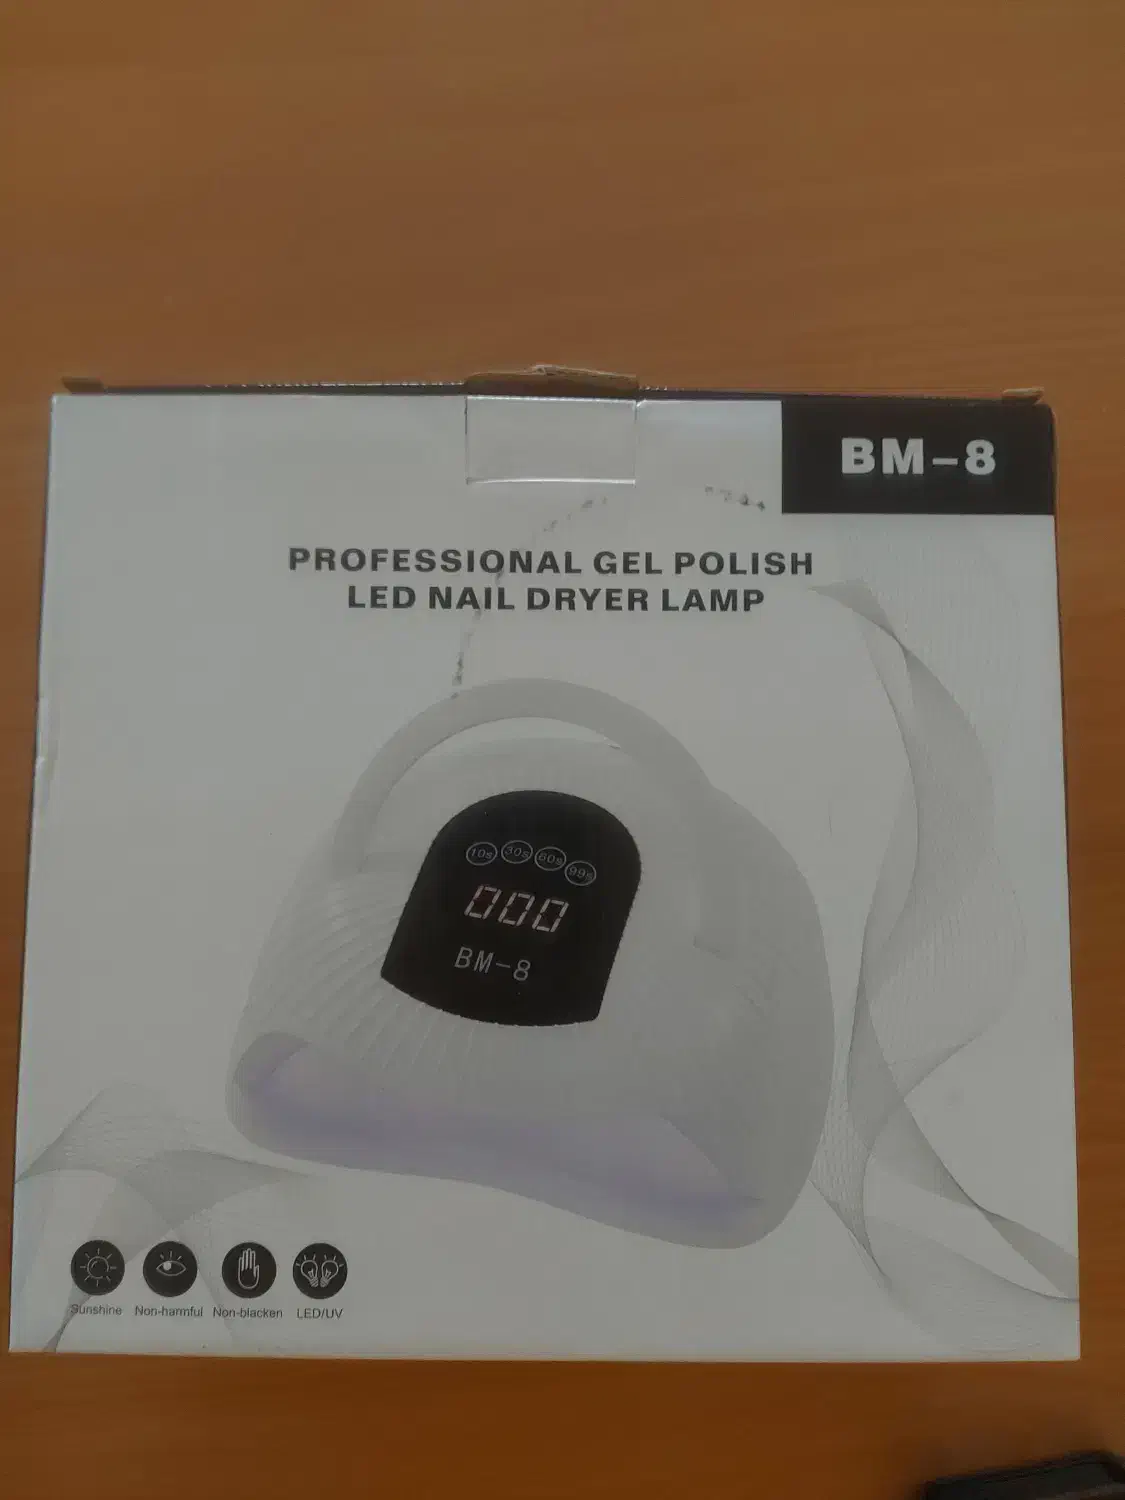 BM-8
PROFESSIONAL GEL POLISH
LED NAIL DRYER LAMP
10s 30s 60s 99s
000
BM-8
Sunshine Non-harmful Non-blacken LED/UV